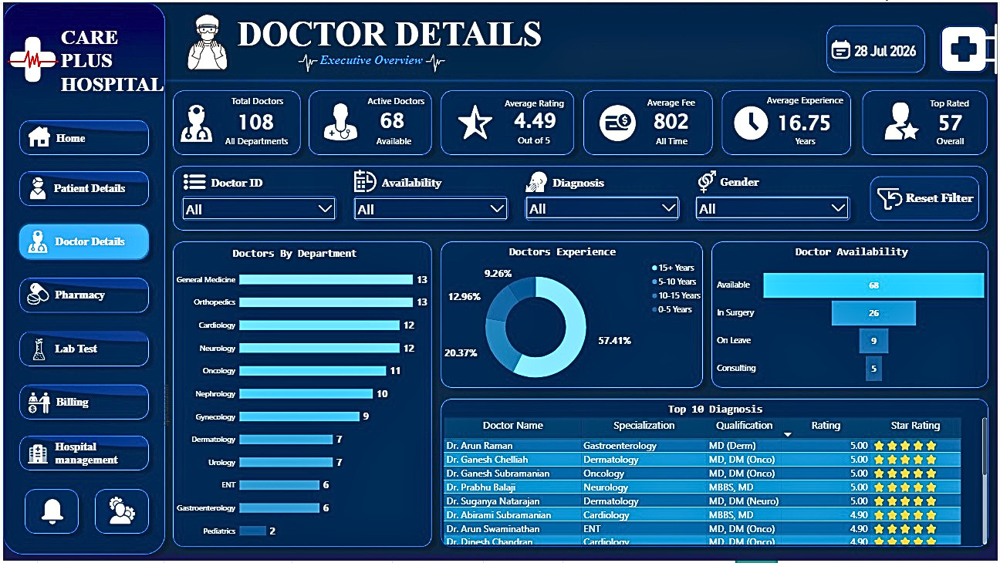 CARE
PLUS
HOSPITAL
Home
Patient Details
Doctor Details
Pharmacy
Lab Test
Billing
Hospital
management
DOCTOR DETAILS
Executive Overview
28 Jul 2026
Total Doctors
108
All Departments
Active Doctors
68
Available
Average Rating
4.49
Out of 5
Average Fee
802
All Time
Average Experience
16.75
Years
Top Rated
57
Overall
Doctor ID
All
Availability
All
Diagnosis
All
Gender
All
Reset Filter
Doctors By Department
General Medicine 13
Orthopedics 13
Cardiology 12
Neurology 12
Oncology 11
Nephrology 10
Gynecology 9
Dermatology 7
Urology 7
ENT 6
Gastroenterology 6
Pediatrics 2
Doctors Experience
9.26%
12.96%
20.37%
57.41%
15+ Years
5-10 Years
10-15 Years
0-5 Years
Doctor Availability
Available 68
In Surgery 26
On Leave 9
Consulting 5
Top 10 Diagnosis
Doctor Name Specialization Qualification Rating Star Rating
Dr. Arun Raman Gastroenterology MD (Derm) 5.00
Dr. Ganesh Chelliah Dermatology MD, DM (Onco) 5.00
Dr. Ganesh Subramanian Oncology MD, DM (Onco) 5.00
Dr. Prabhu Balaji Neurology MBBS, MD 5.00
Dr. Suganya Natarajan Dermatology MD, DM (Neuro) 5.00
Dr. Abirami Subramanian Cardiology MBBS, MD 4.90
Dr. Arun Swaminathan ENT MD, DM (Onco) 4.90
Dr. Dinesh Chandran Cardiology MD, DM (Onco) 4.90